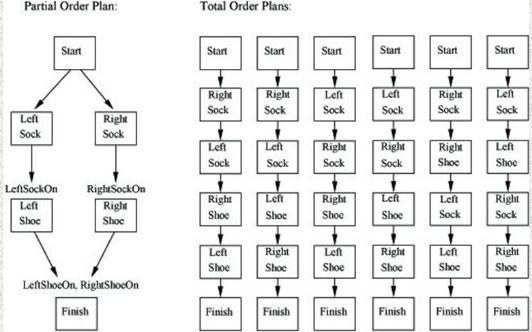 Partial Order Plan:
Start
Left
Sock
Right
Sock
LeftSockOn
RightSockOn
Left
Shoe
Right
Shoe
LeftShoeOn, RightShoeOn
Finish
Total Order Plans:
Start
Right
Sock
Left
Sock
Right
Shoe
Left
Shoe
Finish
Start
Right
Sock
Left
Sock
Left
Shoe
Right
Shoe
Finish
Start
Left
Sock
Right
Sock
Right
Shoe
Left
Shoe
Finish
Start
Left
Sock
Right
Sock
Left
Shoe
Right
Shoe
Finish
Start
Right
Sock
Right
Shoe
Left
Sock
Left
Shoe
Finish
Start
Left
Sock
Left
Shoe
Right
Sock
Right
Shoe
Finish